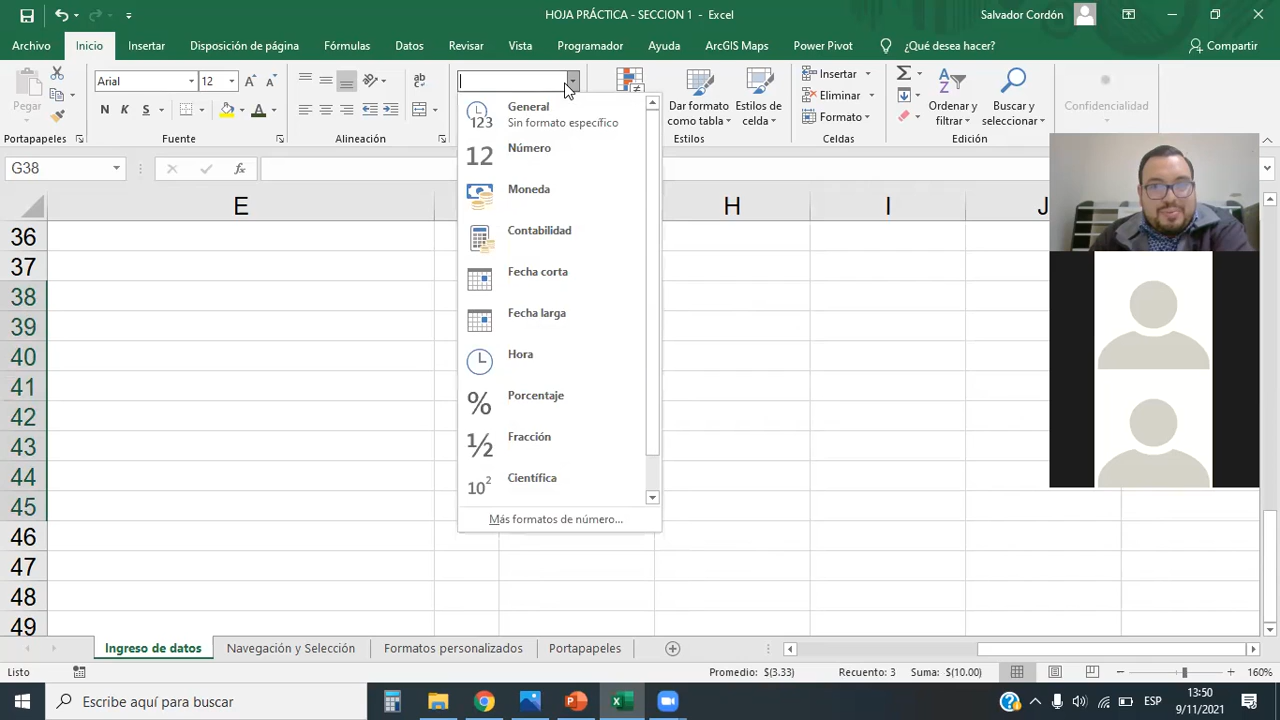 HOJA PRÁCTICA - SECCION 1 - Excel
Salvador Cordón
Archivo Inicio Insertar Disposición de página Fórmulas Datos Revisar Vista Programador Ayuda ArcGIS Maps Power Pivot ¿Qué desea hacer? Compartir
Pegar
Arial 12
N K S
Dar formato
como tabla
Estilos de
celda
Insertar
Eliminar
Formato
Ordenar y
filtrar
Buscar y
seleccionar
Confidencialidad
Portapapeles Fuente Alineación Estilos Celdas
General
Sin formato específico
Número
Moneda
Contabilidad
Fecha corta
Fecha larga
Hora
Porcentaje
Fracción
Científica
Más formatos de número...
G38
E H I J
36
37
38
39
40
41
42
43
44
45
46
47
48
49
Ingreso de datos Navegación y Selección Formatos personalizados Portapapeles
Listo Promedio: $(3.33) Recuento: 3 Suma: $(10.00) 160%
Escribe aquí para buscar
ESP
13:50
9/11/2021